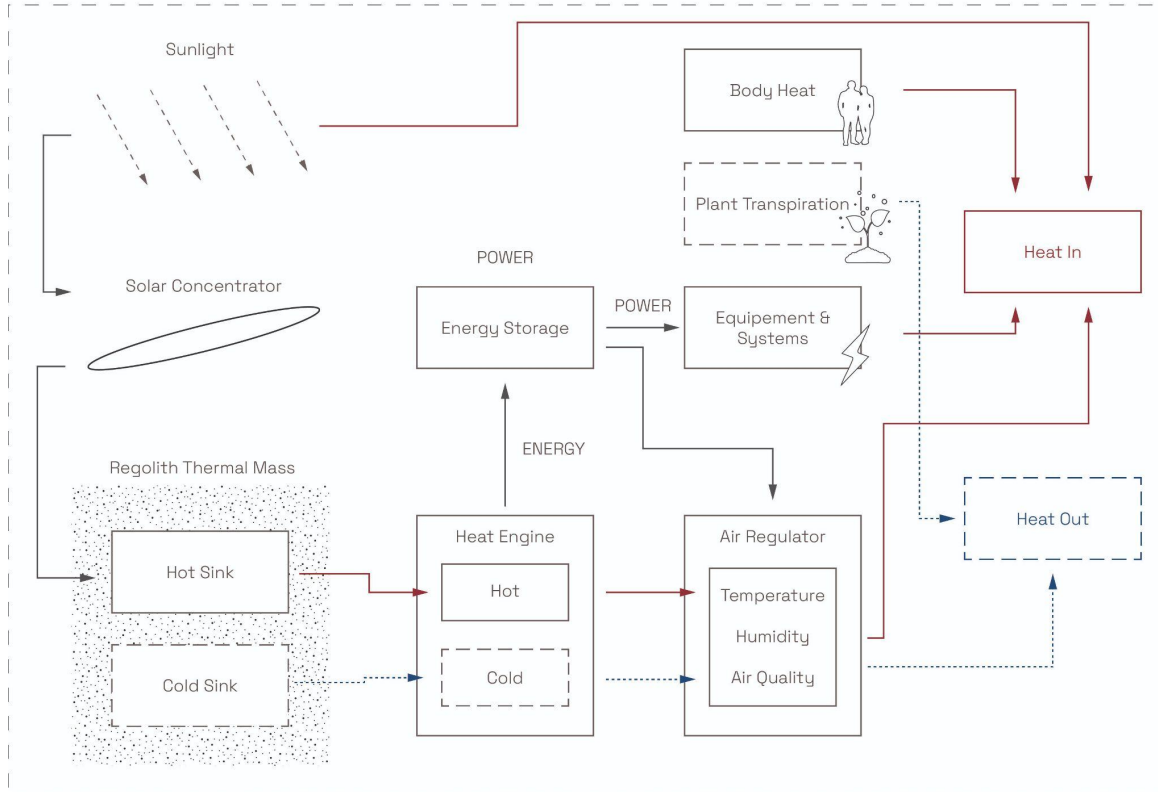 Sunlight
Body Heat
Plant Transpiration
Heat In
POWER
Solar Concentrator
POWER
Energy Storage
Equipement &
Systems
ENERGY
Regolith Thermal Mass
Heat Out
Heat Engine
Air Regulator
Hot Sink
Hot
Temperature
Humidity
Cold Sink
Cold
Air Quality